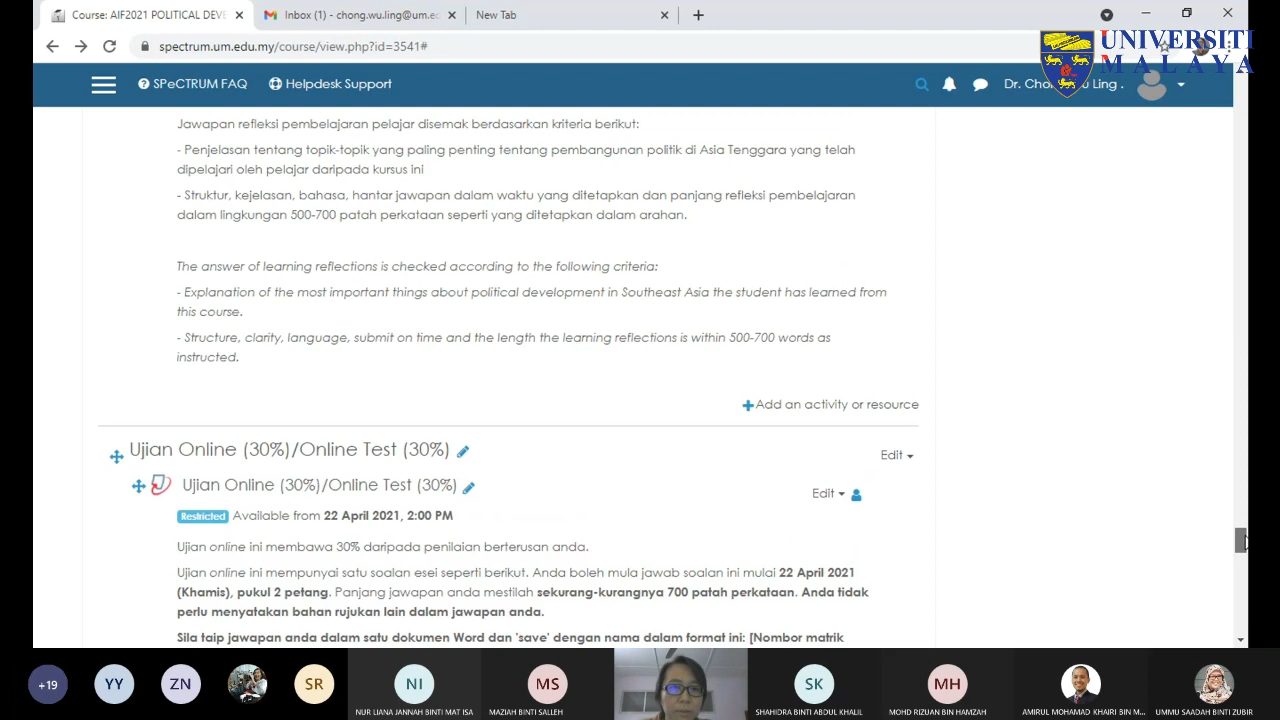 Course: AIF2021 POLITICAL DEVE
Inbox (1) - chong.wu.ling@um.ed
New Tab
spectrum.um.edu.my/course/view.php?id=3541#
UNIVERSITI
MALAYA
SPeCTRUM FAQ
Helpdesk Support
Jawapan refleksi pembelajaran pelajar disemak berdasarkan kriteria berikut:
- Penjelasan tentang topik-topik yang paling penting tentang pembangunan politik di Asia Tenggara yang telah
dipelajari oleh pelajar daripada kursus ini
- Struktur, kejelasan, bahasa, hantar jawapan dalam waktu yang ditetapkan dan panjang refleksi pembelajaran
dalam lingkungan 500-700 patah perkataan seperti yang ditetapkan dalam arahan.
The answer of learning reflections is checked according to the following criteria:
- Explanation of the most important things about political development in Southeast Asia the student has learned from
this course.
- Structure, clarity, language, submit on time and the length the learning reflections is within 500-700 words as
instructed.
Add an activity or resource
Ujian Online (30%)/Online Test (30%)
Edit
Ujian Online (30%)/Online Test (30%)
Edit
Restricted Available from 22 April 2021, 2:00 PM
Ujian online ini membawa 30% daripada penilaian berterusan anda.
Ujian online ini mempunyai satu soalan esei seperti berikut. Anda boleh mula jawab soalan ini mulai 22 April 2021
(Khamis), pukul 2 petang. Panjang jawapan anda mestilah sekurang-kurangnya 700 patah perkataan. Anda tidak
perlu menyatakan bahan rujukan lain dalam jawapan anda.
Sila taip jawapan anda dalam satu dokumen Word dan 'save' dengan nama dalam format ini: [Nombor matrik
+19
YY
ZN
SR
NI
MS
SK
MH
NUR LIANA JANNAH BINTI MAT ISA
MAZIAH BINTI SALLEH
SHAHIDRA BINTI ABDUL KHALIL
MOHD RIZUAN BIN HAMZAH
AMIRUL MOHAMAD KHAIRI BIN M...
UMMU SAADAH BINTI ZUBIR